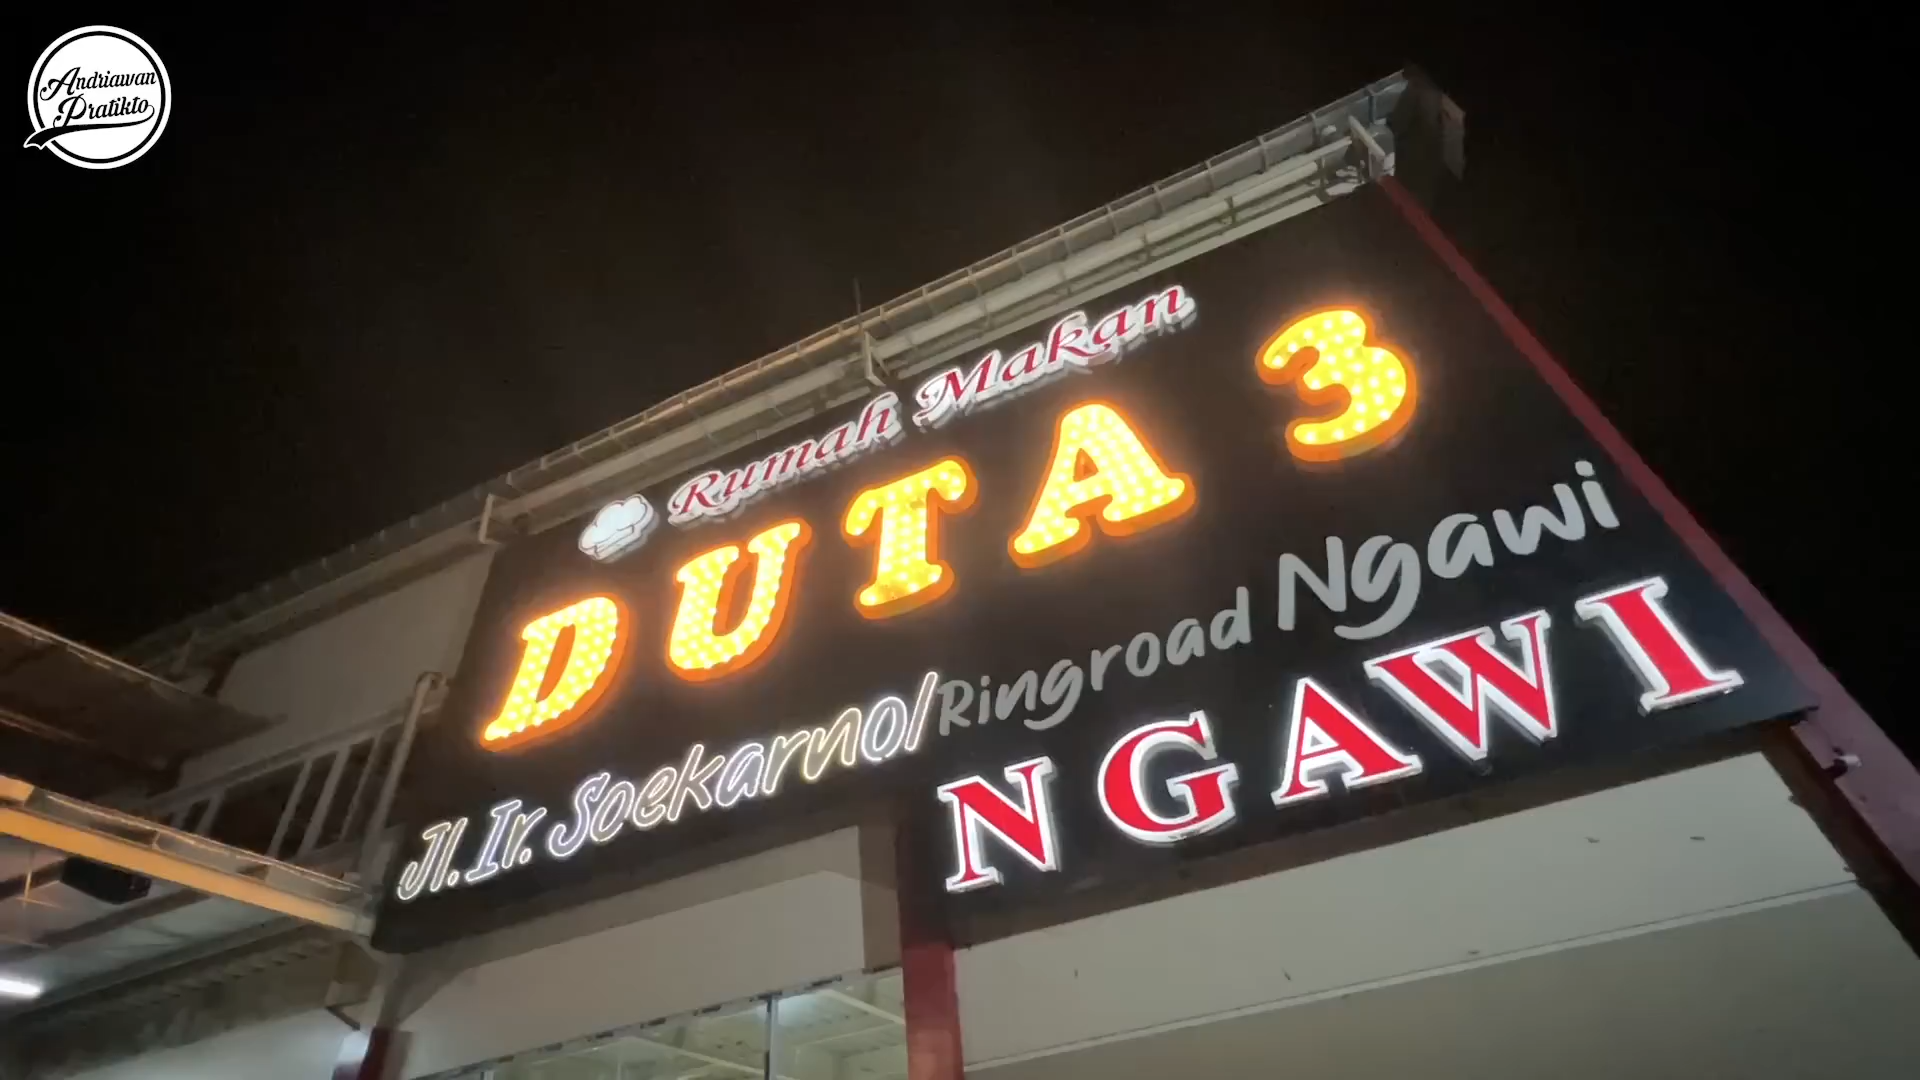 Andriawan
Pratikto
Rumah Makan
DUTA 3
Jl. Ir. Soekarno/Ringroad Ngawi
NGAWI